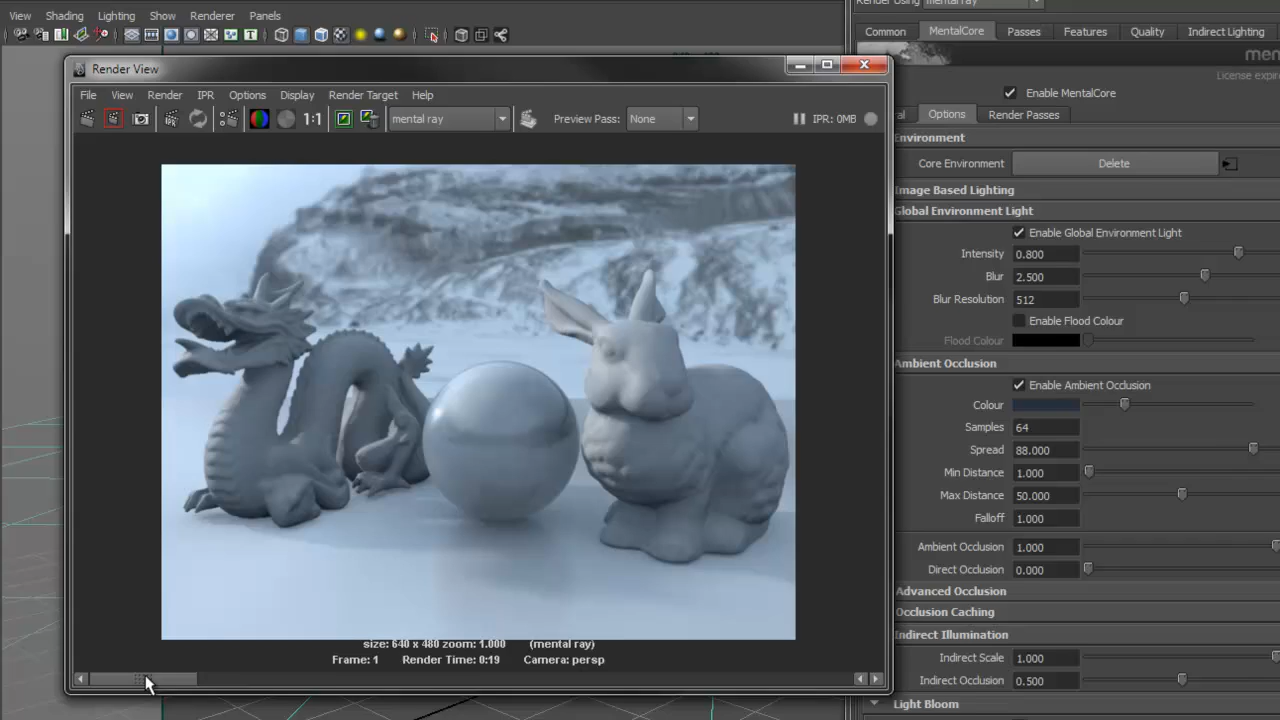 View Shading Lighting Show Renderer Panels
mental ray
Common MentalCore Passes Features Quality Indirect Lighting
Render View
File View Render IPR Options Display Render Target Help
1:1 mental ray Preview Pass: None IPR: 0MB
size: 640 x 480 zoom: 1.000 (mental ray)
Frame: 1 Render Time: 0:19 Camera: persp
License expir
Enable MentalCore
al Options Render Passes
Environment
Core Environment Delete
Image Based Lighting
Global Environment Light
Enable Global Environment Light
Intensity 0.800
Blur 2.500
Blur Resolution 512
Enable Flood Colour
Flood Colour
Ambient Occlusion
Enable Ambient Occlusion
Colour
Samples 64
Spread 88.000
Min Distance 1.000
Max Distance 50.000
Falloff 1.000
Ambient Occlusion 1.000
Direct Occlusion 0.000
Advanced Occlusion
Occlusion Caching
Indirect Illumination
Indirect Scale 1.000
Indirect Occlusion 0.500
Light Bloom